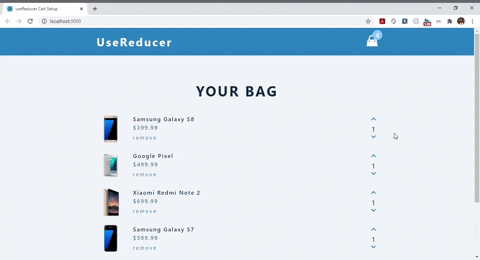 useReducer Cart Setup
localhost:3000
UseReducer
4
YOUR BAG
Samsung Galaxy S8
$399.99
remove
1
Google Pixel
$499.99
remove
1
Xiaomi Redmi Note 2
$699.99
remove
1
Samsung Galaxy S7
$599.99
remove
1